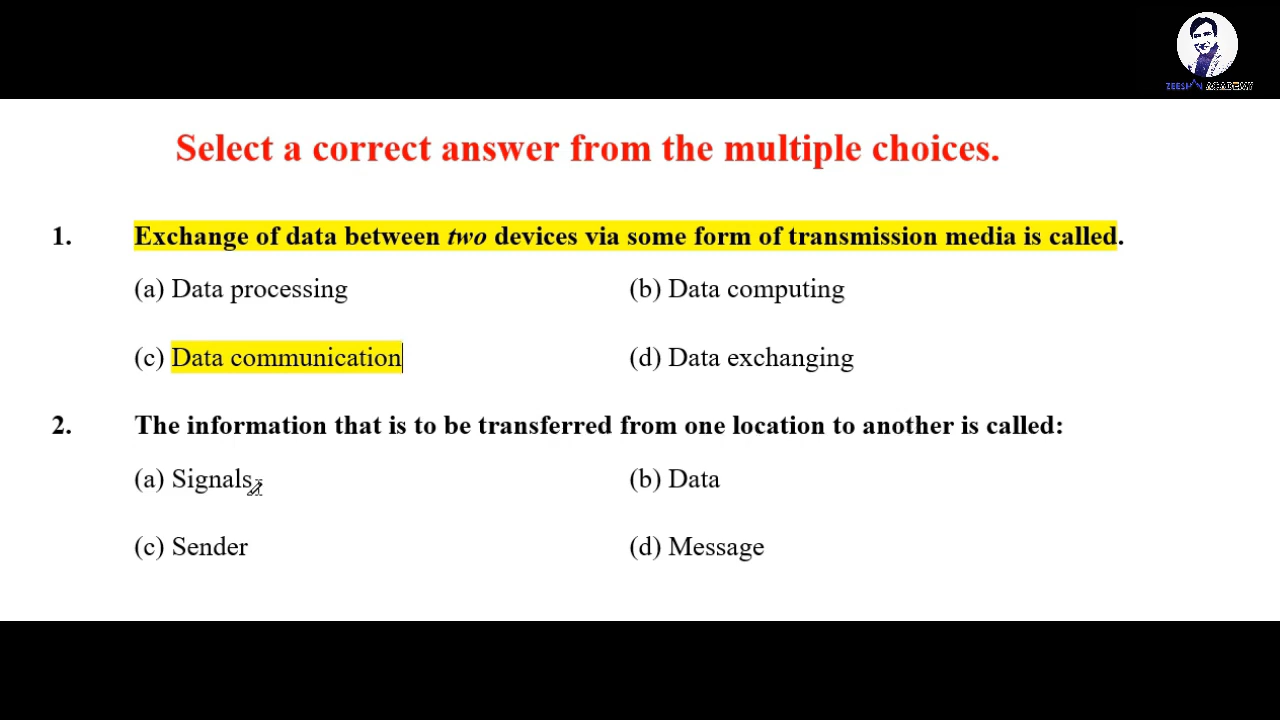 ZEESHAN ACADEMY
Select a correct answer from the multiple choices.
1. Exchange of data between two devices via some form of transmission media is called.
(a) Data processing (b) Data computing
(c) Data communication (d) Data exchanging
2. The information that is to be transferred from one location to another is called:
(a) Signals (b) Data
(c) Sender (d) Message